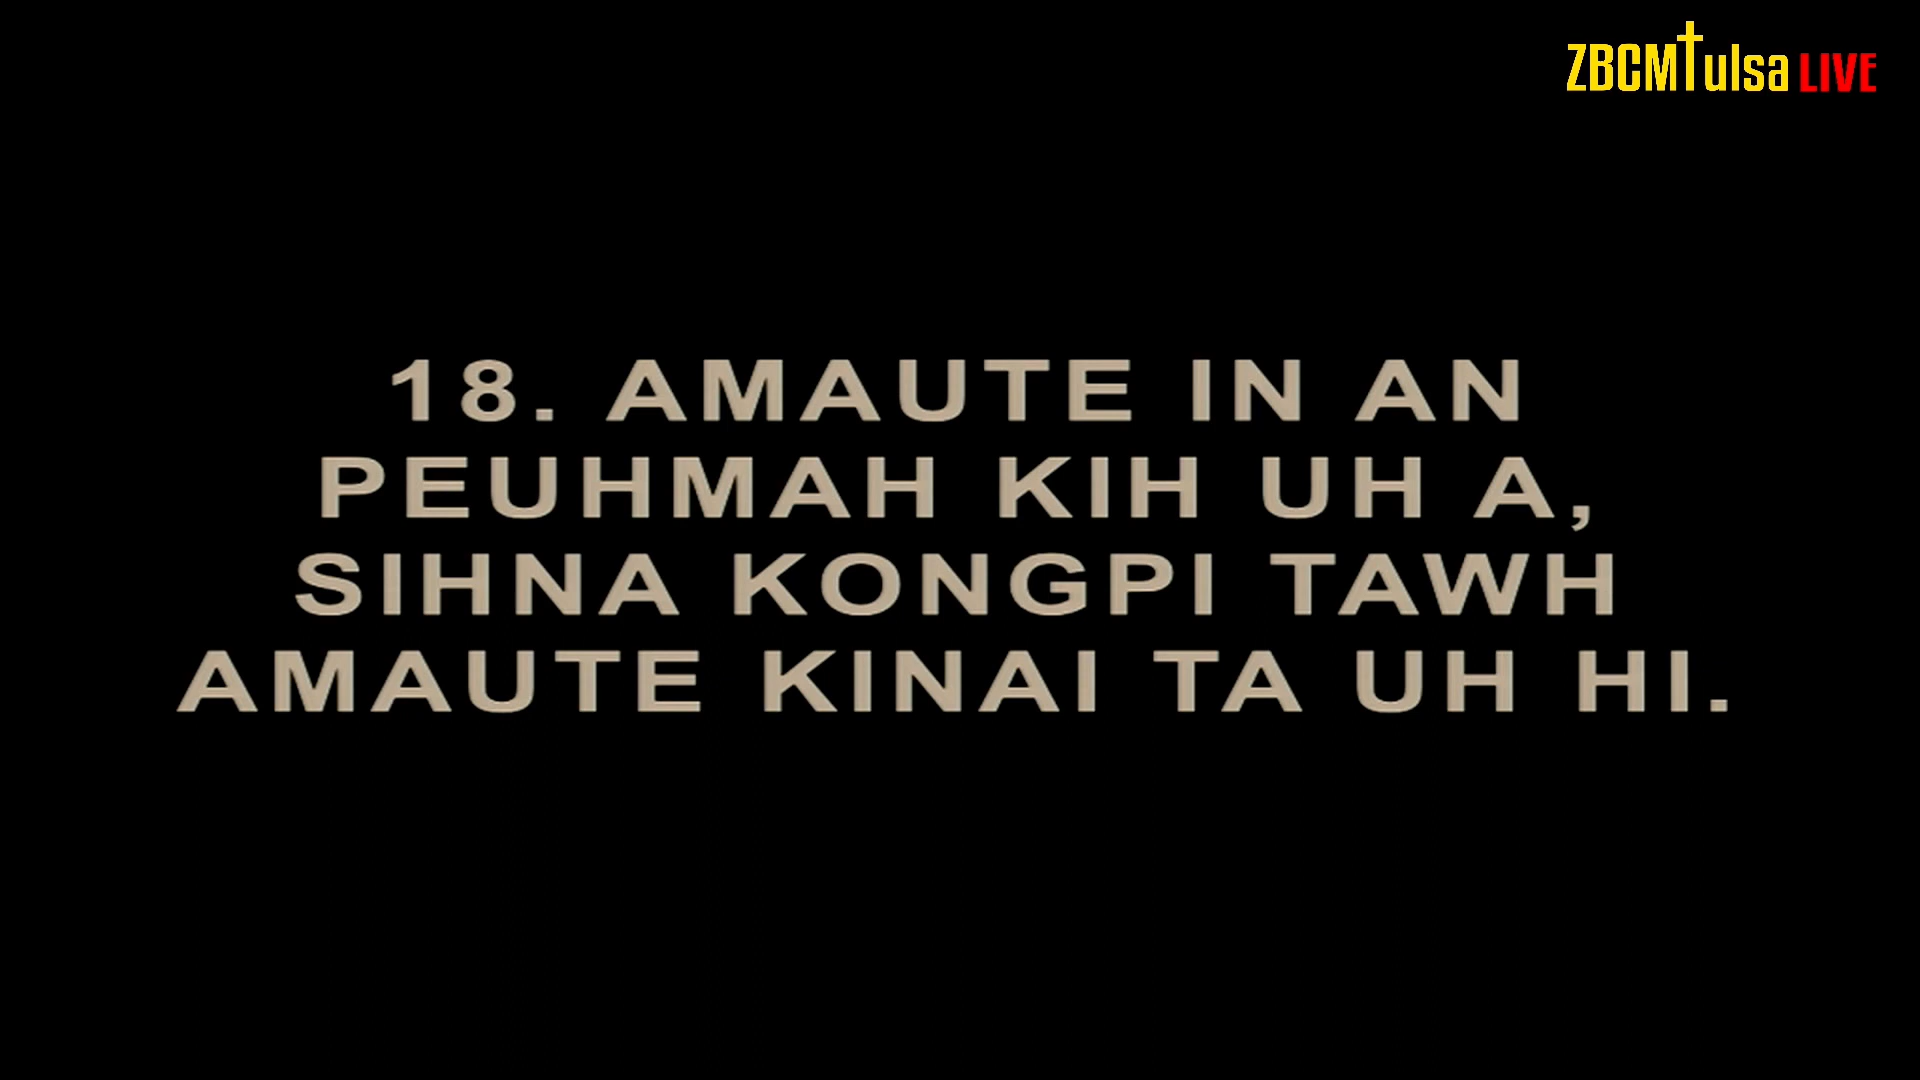 ZBCMTulsa LIVE
18. AMAUTE IN AN
PEUHMAH KIH UH A,
SIHNA KONGPI TAWH
AMAUTE KINAI TA UH HI.